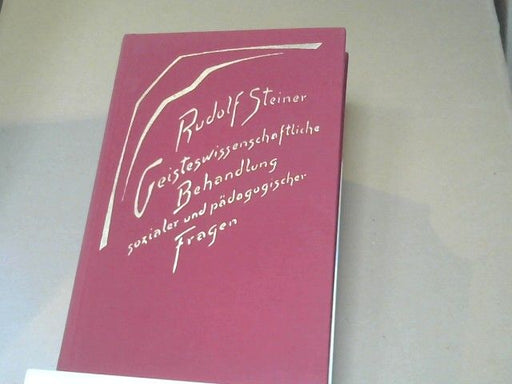 Rudolf Steiner
Geisteswissenschaftliche
Behandlung
sozialer und pädagogischer
Fragen